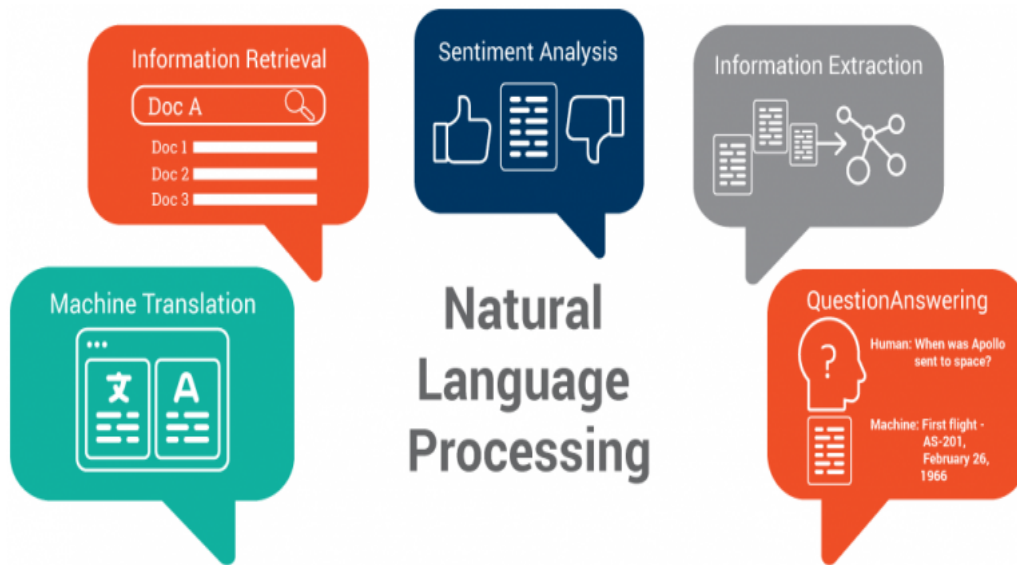 Information Retrieval
Doc A
Doc 1
Doc 2
Doc 3
Sentiment Analysis
Information Extraction
Machine Translation
文 A
Natural
Language
Processing
QuestionAnswering
?
Human: When was Apollo
sent to space?
Machine: First flight -
AS-201,
February 26,
1966